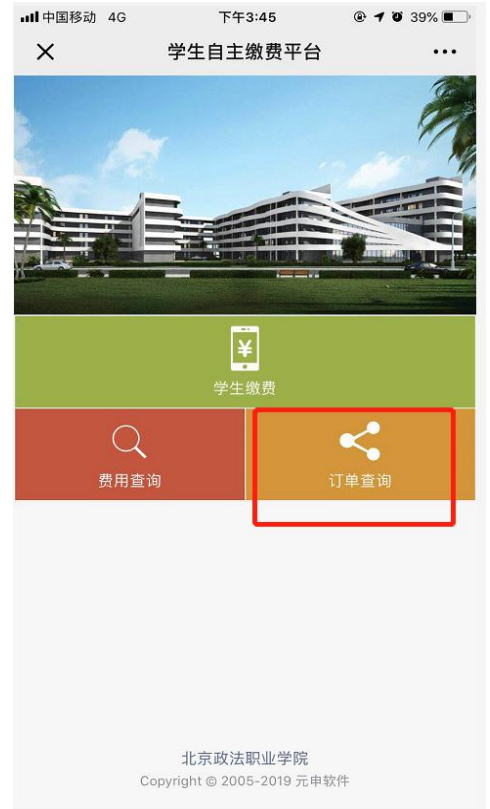 中国移动 4G 下午3:45 39%
学生自主缴费平台
¥
学生缴费
费用查询 订单查询
北京政法职业学院
Copyright © 2005-2019 元申软件